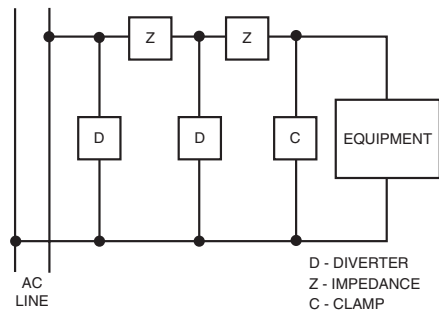 Z Z
D D C EQUIPMENT
D - DIVERTER
Z - IMPEDANCE
C - CLAMP
AC
LINE